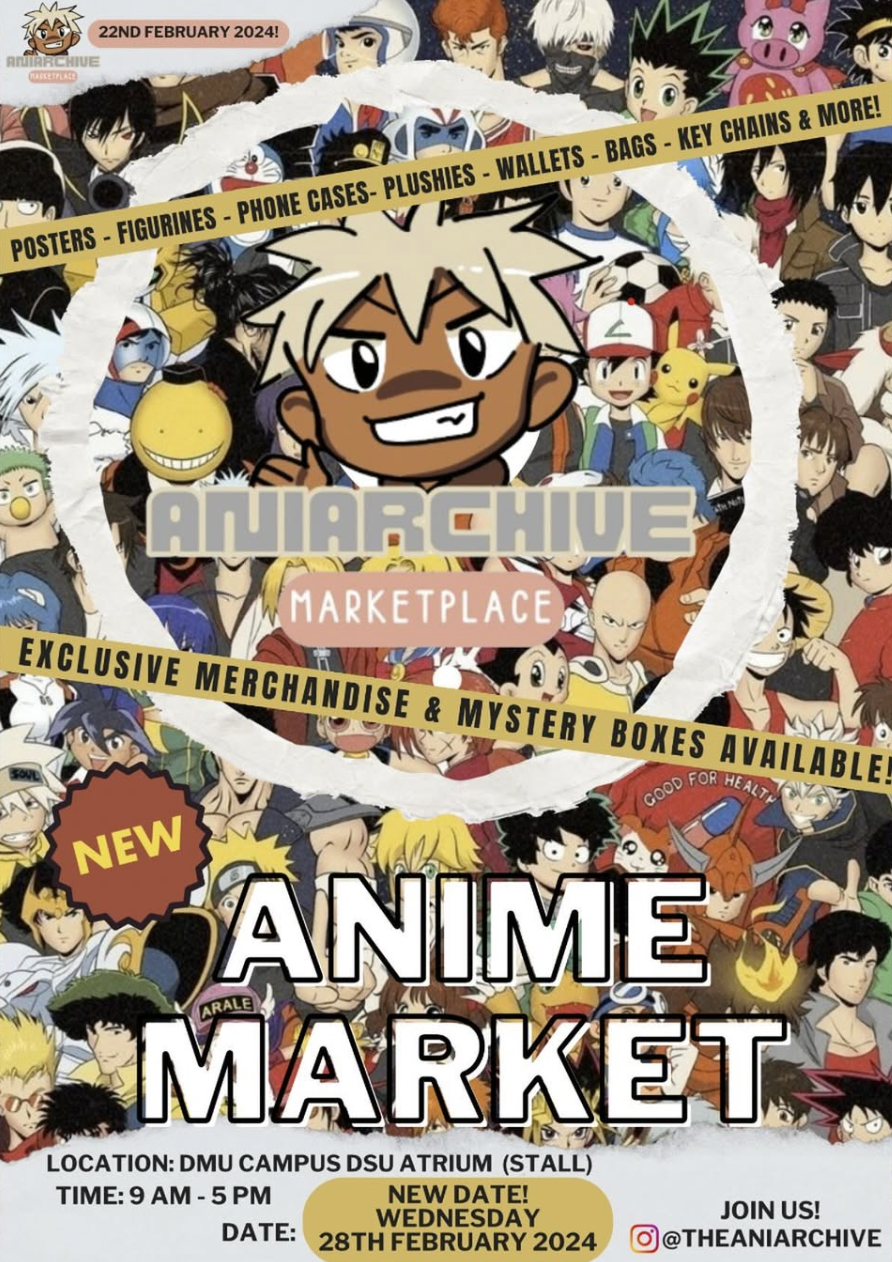 22ND FEBRUARY 2024!
ANIARCHIVE
MARKETPLACE
POSTERS - FIGURINES - PHONE CASES- PLUSHIES - WALLETS - BAGS - KEY CHAINS & MORE!
ANIARCHIVE
MARKETPLACE
EXCLUSIVE MERCHANDISE & MYSTERY BOXES AVAILABLE!
SOUL
GOOD FOR HEALTH
NEW
ANIME
ARALE
MARKET
LOCATION: DMU CAMPUS DSU ATRIUM (STALL)
TIME: 9 AM - 5 PM
DATE:
NEW DATE!
WEDNESDAY
28TH FEBRUARY 2024
JOIN US!
@THEANIARCHIVE